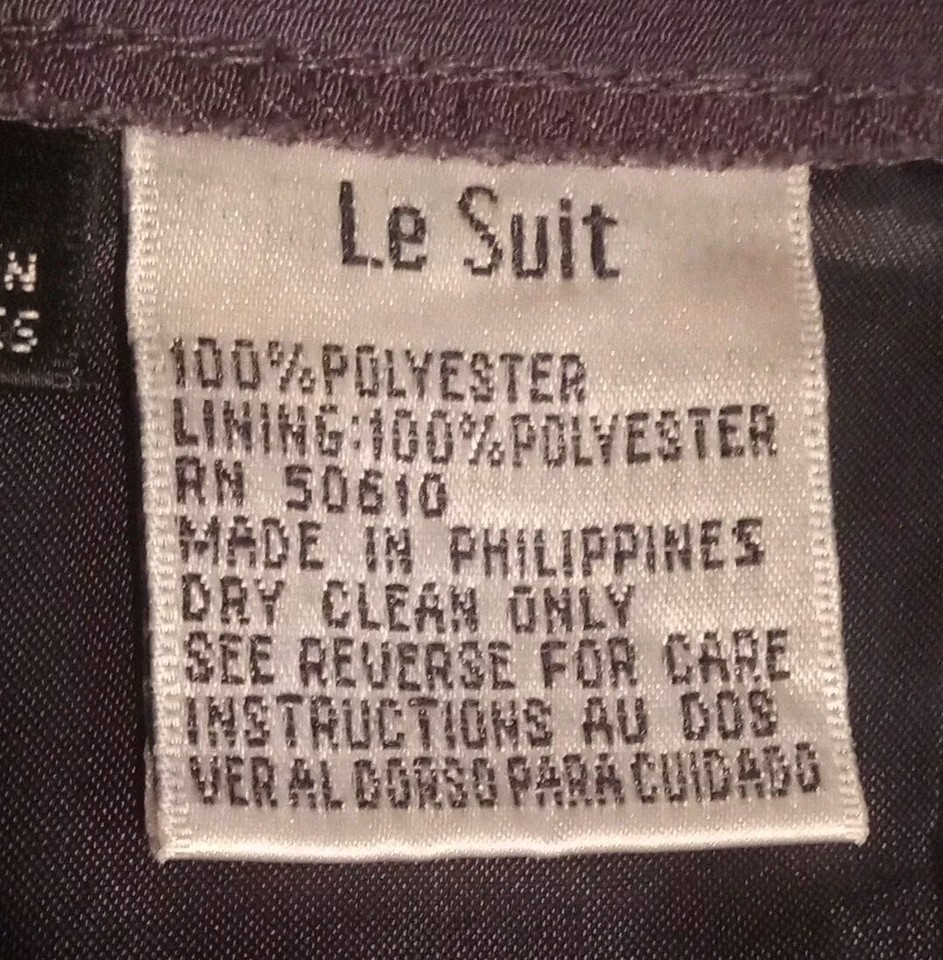 Le Suit
100%POLYESTER
LINING:100%POLYESTER
RN 50610
MADE IN PHILIPPINES
DRY CLEAN ONLY
SEE REVERSE FOR CARE
INSTRUCTIONS AU DOS
VER AL DORSO PARA CUIDADO